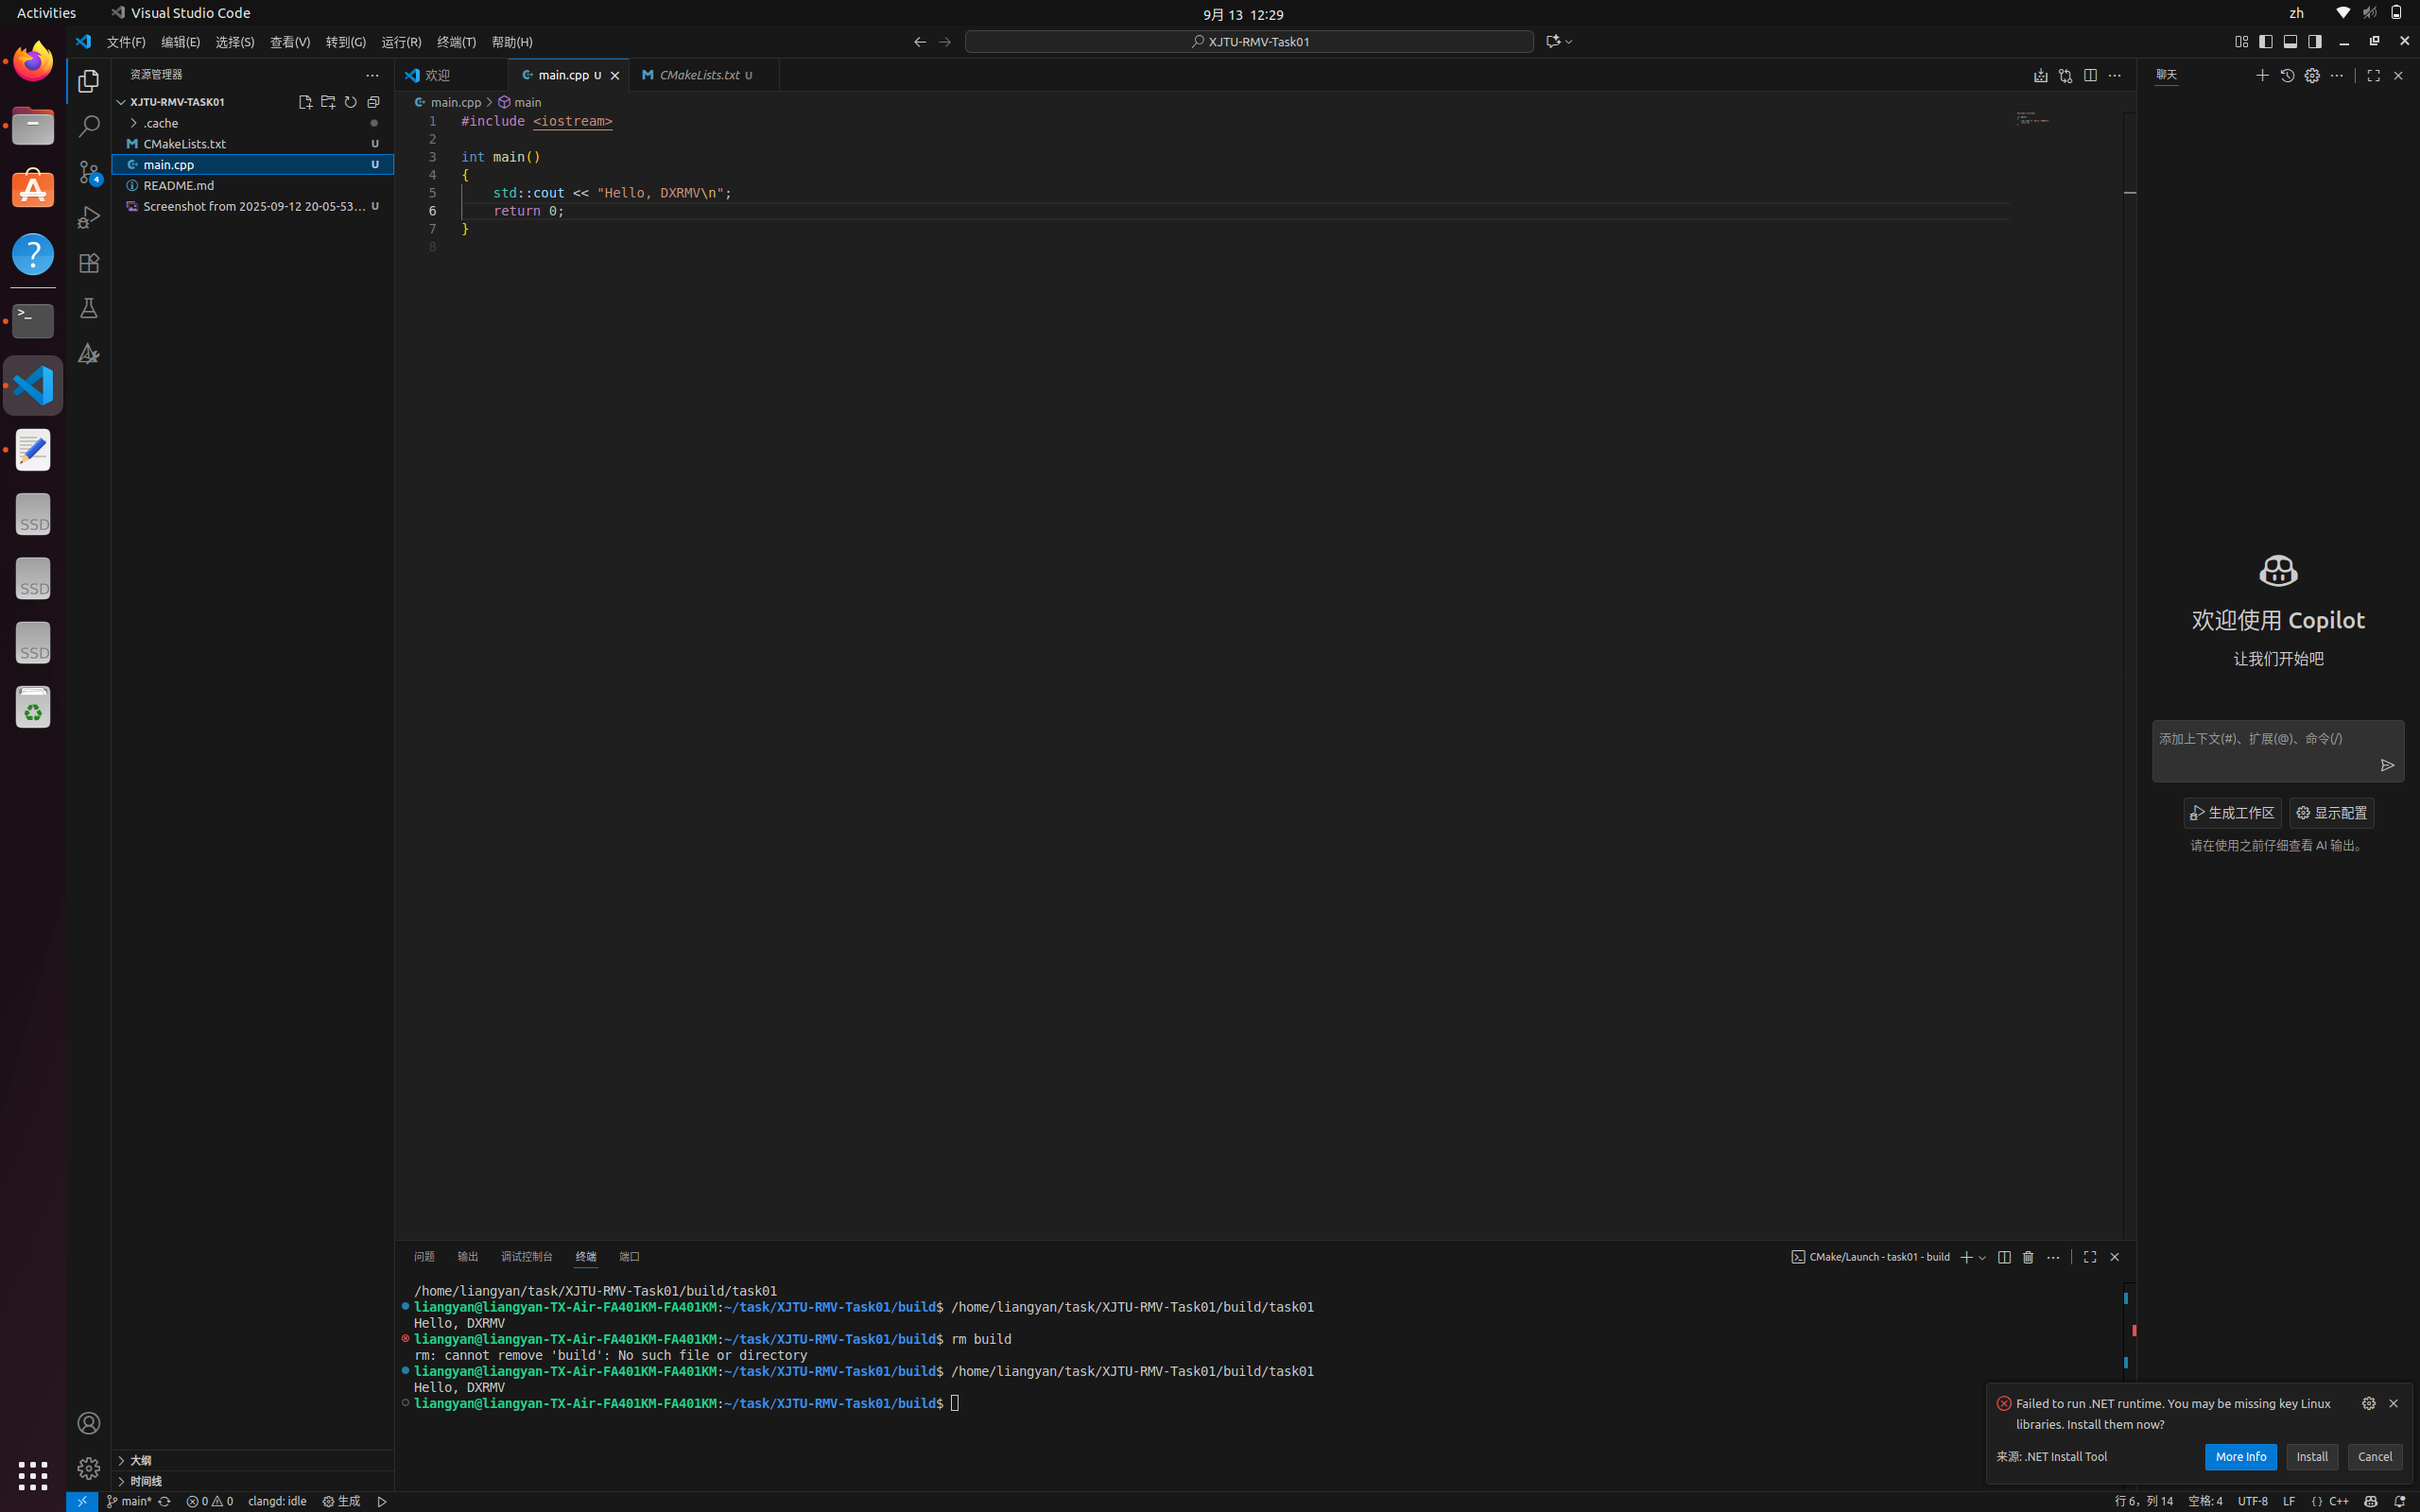 Activities
Visual Studio Code
9月 13 12:29
zh
文件(F) 编辑(E) 选择(S) 查看(V) 转到(G) 运行(R) 终端(T) 帮助(H)
XJTU-RMV-Task01
资源管理器
XJTU-RMV-TASK01
.cache
CMakeLists.txt U
main.cpp U
README.md
Screenshot from 2025-09-12 20-05-53... U
4
大纲
时间线
欢迎
main.cpp U
CMakeLists.txt U
main.cpp > main
1 #include <iostream>
2
3 int main()
4 {
5 std::cout << "Hello, DXRMV\n";
6 return 0;
7 }
8
聊天
欢迎使用 Copilot
让我们开始吧
添加上下文(#)、扩展(@)、命令(/)
生成工作区 显示配置
请在使用之前仔细查看 AI 输出。
SSD
SSD
SSD
问题 输出 调试控制台 终端 端口
CMake/Launch - task01 - build
/home/liangyan/task/XJTU-RMV-Task01/build/task01
liangyan@liangyan-TX-Air-FA401KM-FA401KM:~/task/XJTU-RMV-Task01/build$ /home/liangyan/task/XJTU-RMV-Task01/build/task01
Hello, DXRMV
liangyan@liangyan-TX-Air-FA401KM-FA401KM:~/task/XJTU-RMV-Task01/build$ rm build
rm: cannot remove 'build': No such file or directory
liangyan@liangyan-TX-Air-FA401KM-FA401KM:~/task/XJTU-RMV-Task01/build$ /home/liangyan/task/XJTU-RMV-Task01/build/task01
Hello, DXRMV
liangyan@liangyan-TX-Air-FA401KM-FA401KM:~/task/XJTU-RMV-Task01/build$
Failed to run .NET runtime. You may be missing key Linux
libraries. Install them now?
来源: .NET Install Tool
More Info Install Cancel
main* 0 0 clangd: idle 生成
行 6，列 14 空格: 4 UTF-8 LF {} C++